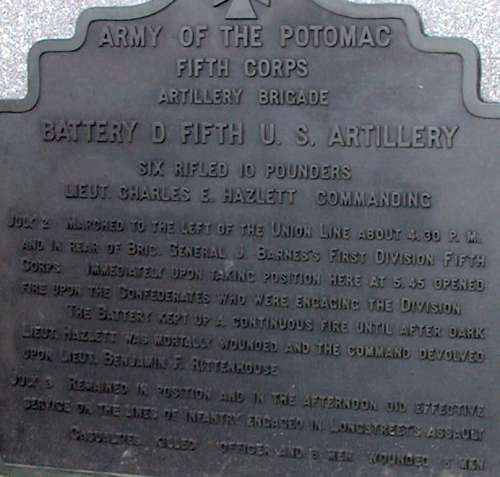 ARMY OF THE POTOMAC
FIFTH CORPS
ARTILLERY BRIGADE
BATTERY D FIFTH U. S. ARTILLERY
SIX RIFLED 10 POUNDERS
LIEUT. CHARLES E. HAZLETT COMMANDING
JULY 2 MARCHED TO THE LEFT OF THE UNION LINE ABOUT 4.30 P. M.
AND IN REAR OF BRIG. GENERAL J. BARNES'S FIRST DIVISION FIFTH
CORPS IMMEDIATELY UPON TAKING POSITION HERE AT 5.45 OPENED
FIRE UPON THE CONFEDERATES WHO WERE ENGAGING THE DIVISION
THE BATTERY KEPT UP A CONTINUOUS FIRE UNTIL AFTER DARK
LIEUT. HAZLETT WAS MORTALLY WOUNDED AND THE COMMAND DEVOLVED
UPON LIEUT. BENJAMIN F. RITTENHOUSE
JULY 3 REMAINED IN POSITION AND IN THE AFTERNOON DID EFFECTIVE
SERVICE ON THE LINES OF INFANTRY ENGAGED IN LONGSTREET'S ASSAULT
CASUALTIES KILLED OFFICER AND 6 MEN WOUNDED 5 MEN